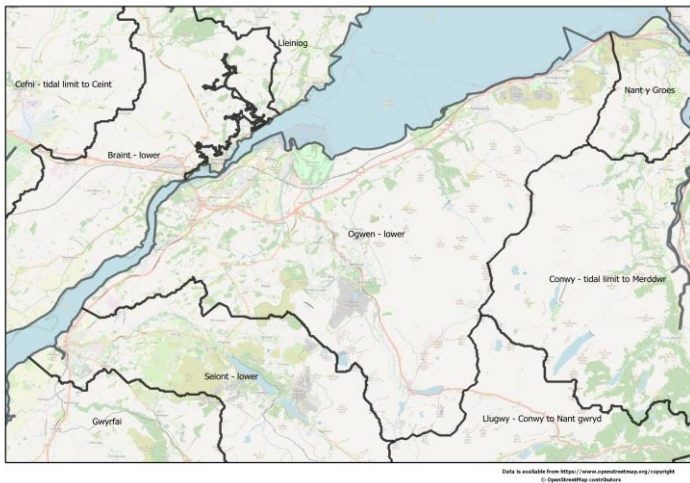 Lleiniog
Cefni - tidal limit to Ceint
Nant y Groes
Braint - lower
Ogwen - lower
Conwy - tidal limit to Merddwr
Seiont - lower
Gwyrfai
Llugwy - Conwy to Nant gwryd
Data is available from https://www.openstreetmap.org/copyright
© OpenStreetMap contributors